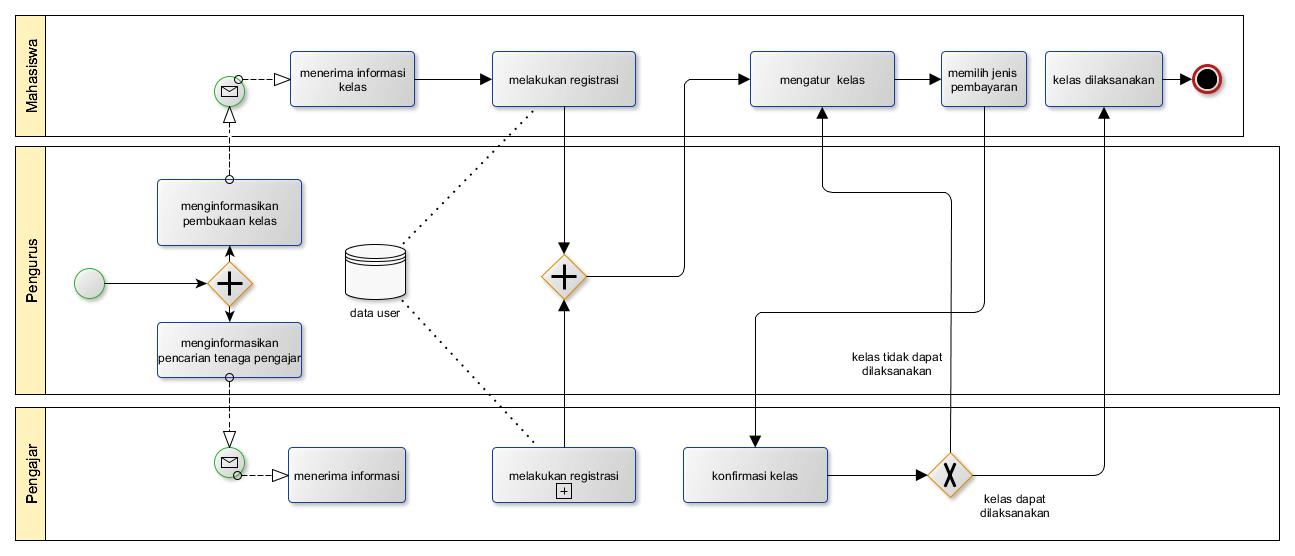 Mahasiswa
menerima informasi
kelas
melakukan registrasi
mengatur kelas
memilih jenis
pembayaran
kelas dilaksanakan
Pengurus
menginformasikan
pembukaan kelas
menginformasikan
pencarian tenaga pengajar
data user
kelas tidak dapat
dilaksanakan
Pengajar
menerima informasi
melakukan registrasi
konfirmasi kelas
kelas dapat
dilaksanakan